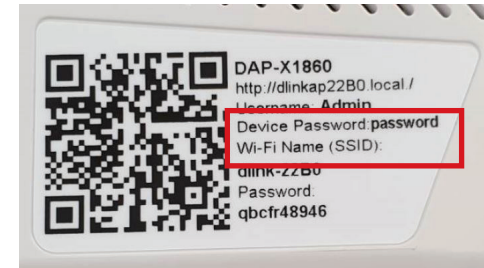 DAP-X1860
http://dlinkap22B0.local./
Username: Admin
Device Password:password
Wi-Fi Name (SSID):
dlink-22B0
Password:
qbcfr48946